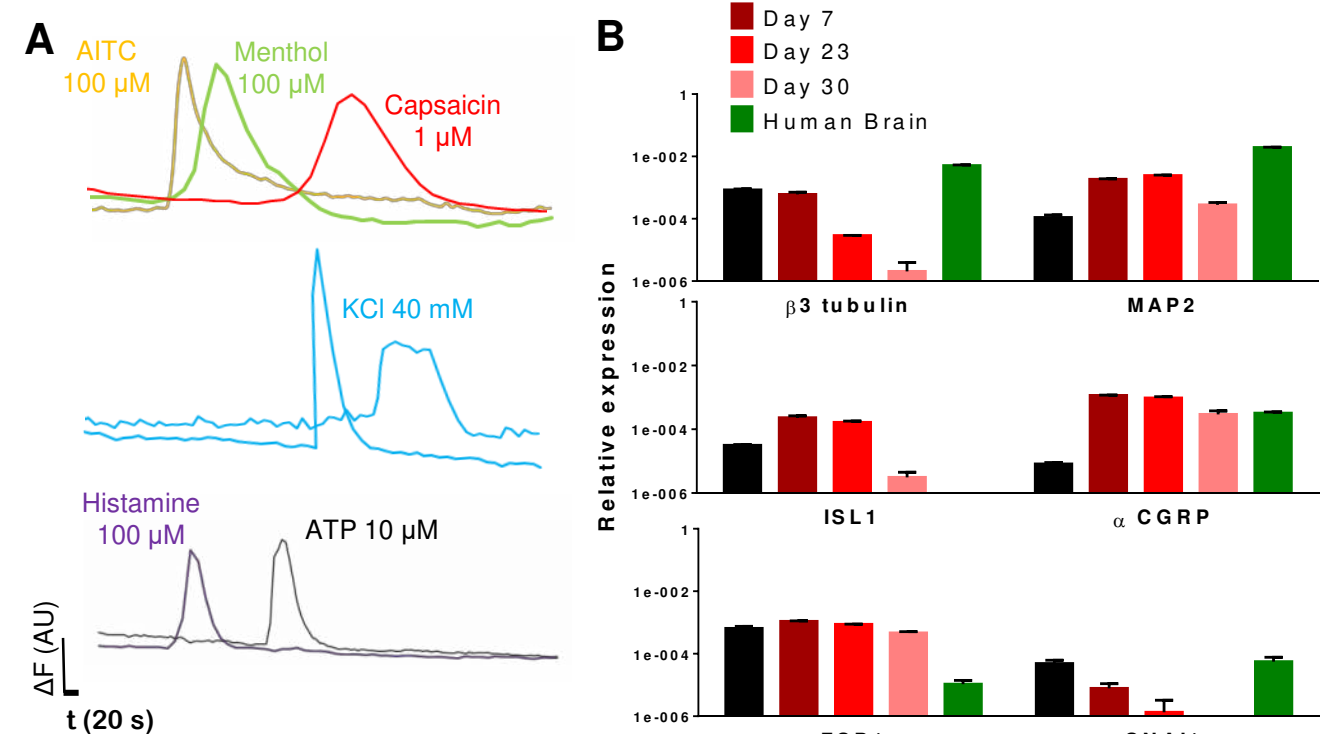 A
AITC
100 µM
Menthol
100 µM
Capsaicin
1 µM
KCl 40 mM
Histamine
100 µM
ATP 10 µM
ΔF (AU)
t (20 s)
B
Day 7
Day 23
Day 30
Human Brain
Relative expression
1
1e-002
1e-004
1e-006
β3 tubulin
MAP2
1
1e-002
1e-004
1e-006
ISL1
α CGRP
1
1e-002
1e-004
1e-006